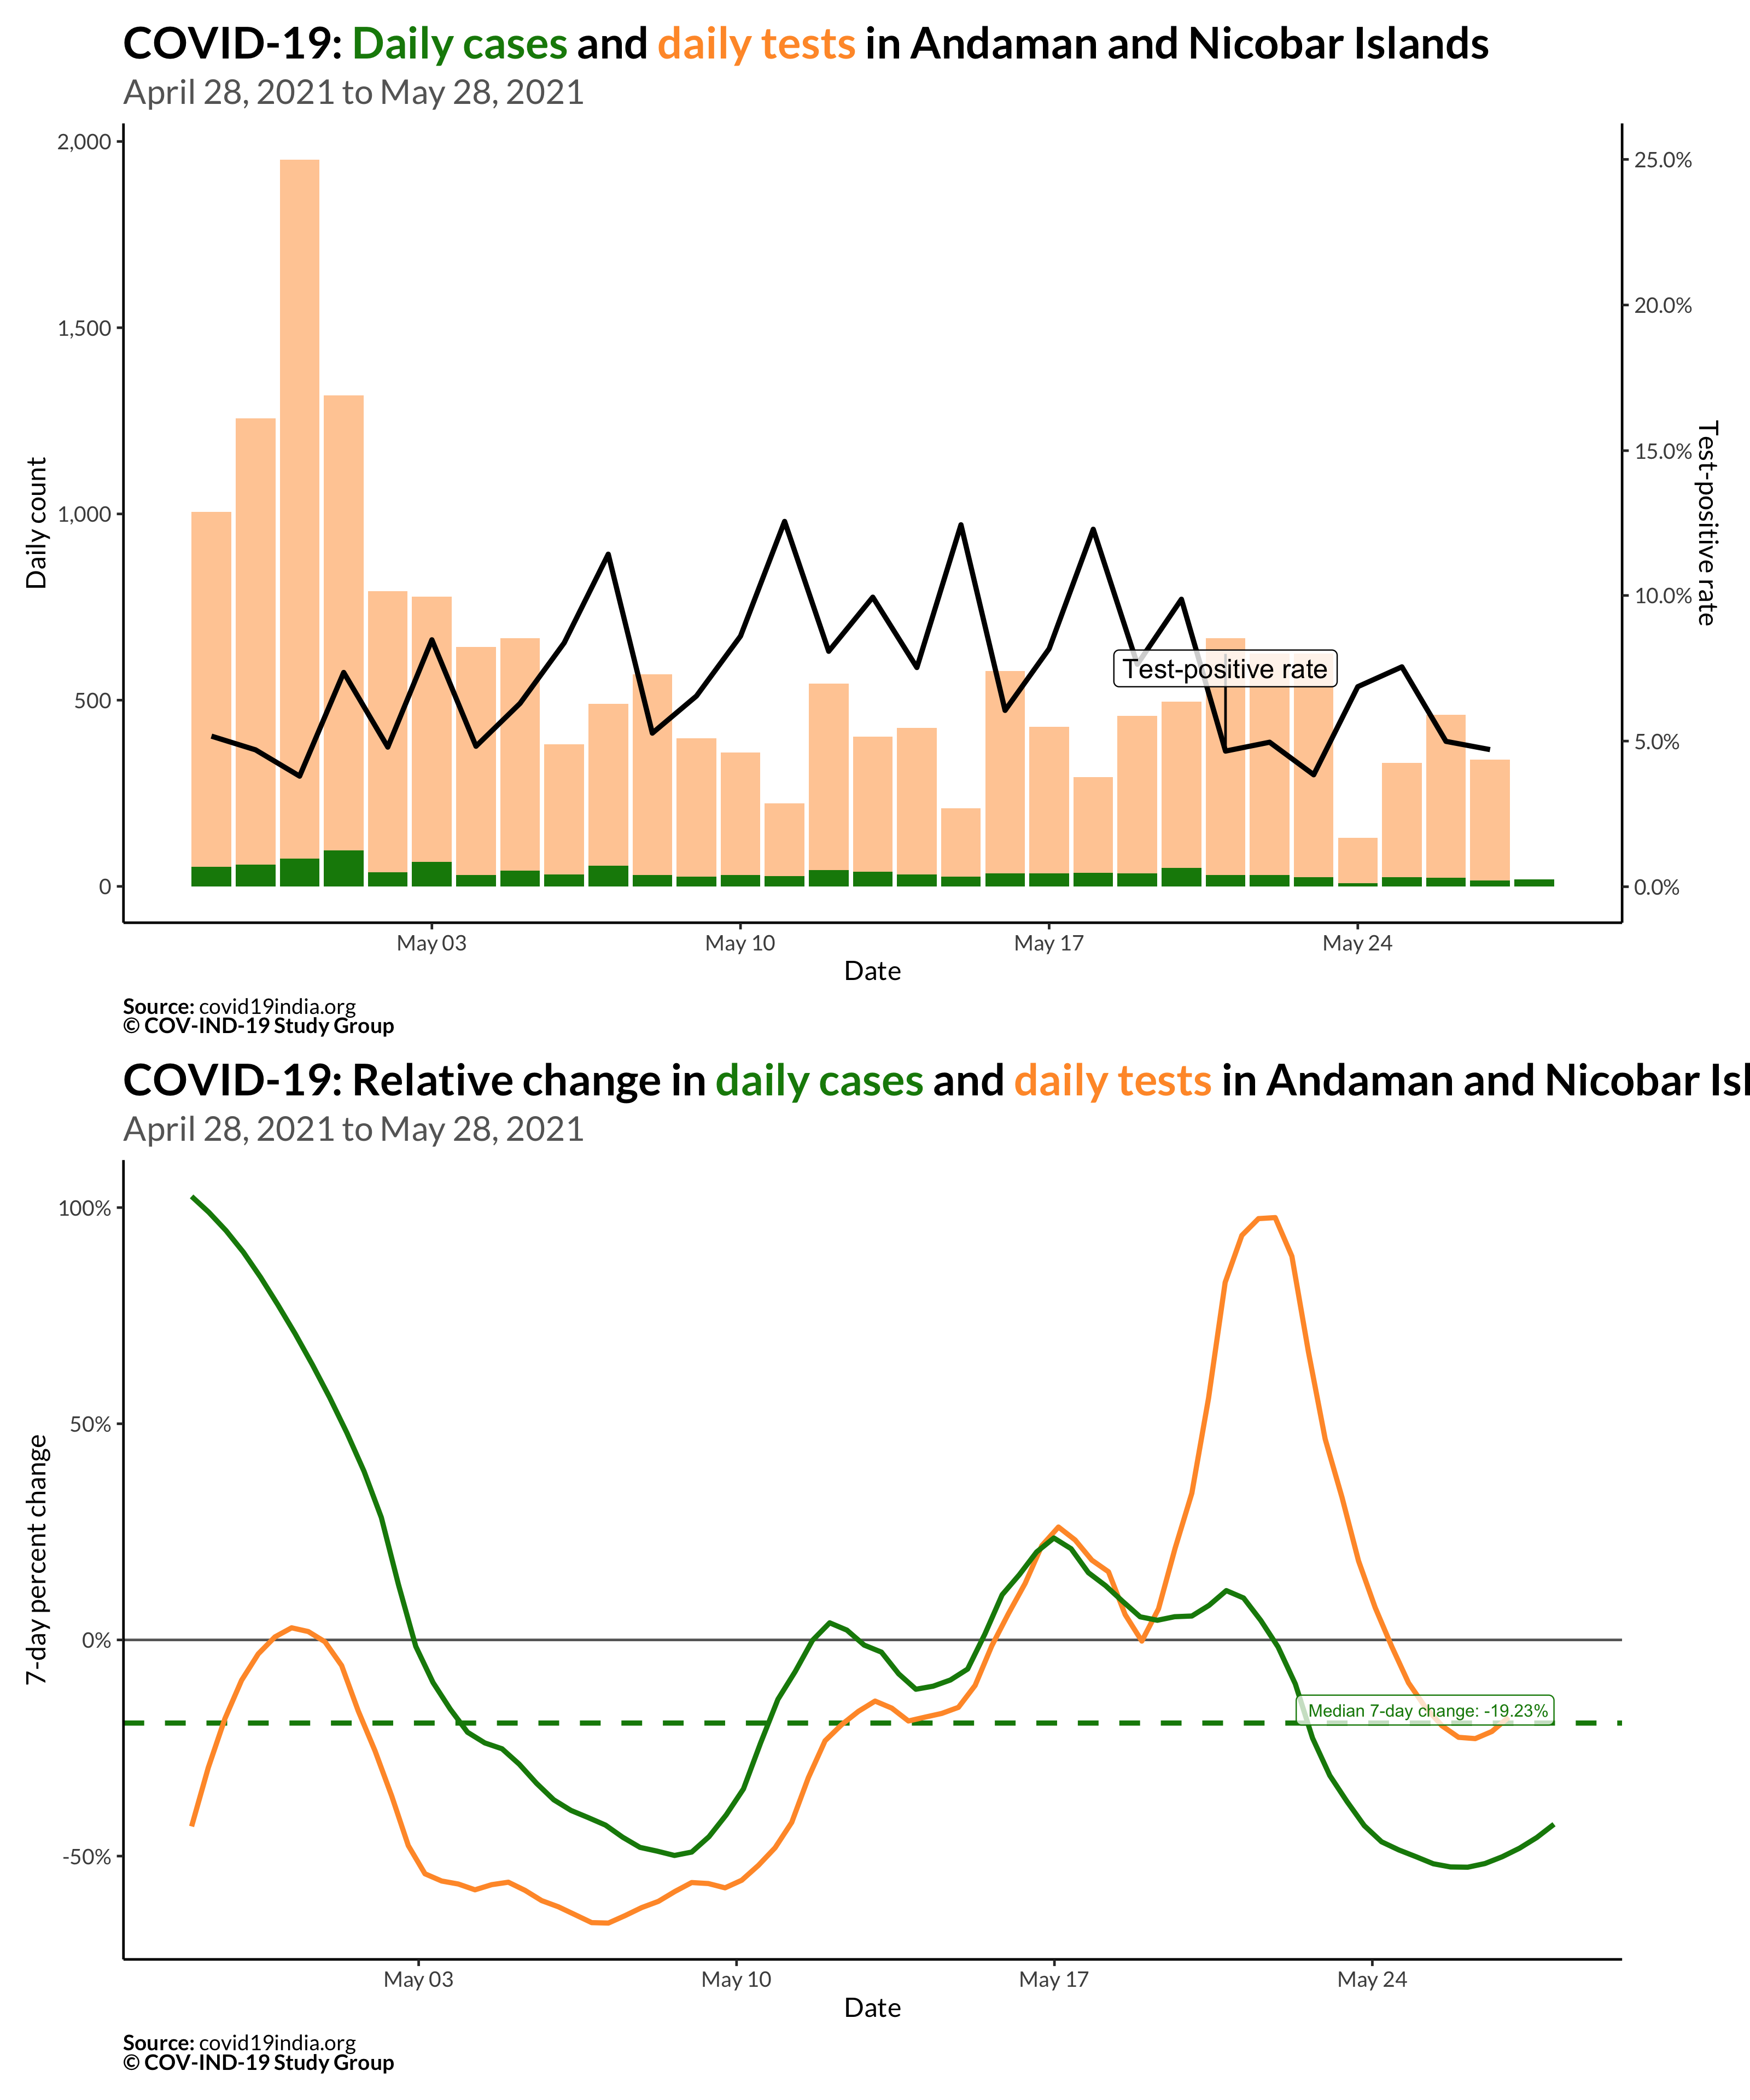 COVID-19: Daily cases and daily tests in Andaman and Nicobar Islands
April 28, 2021 to May 28, 2021
2,000
1,500
1,000
500
0
Daily count
25.0%
20.0%
15.0%
10.0%
5.0%
0.0%
Test-positive rate
Test-positive rate
May 03
May 10
May 17
May 24
Date
Source: covid19india.org
© COV-IND-19 Study Group
COVID-19: Relative change in daily cases and daily tests in Andaman and Nicobar Isl
April 28, 2021 to May 28, 2021
100%
50%
0%
-50%
7-day percent change
Median 7-day change: -19.23%
May 03
May 10
May 17
May 24
Date
Source: covid19india.org
© COV-IND-19 Study Group